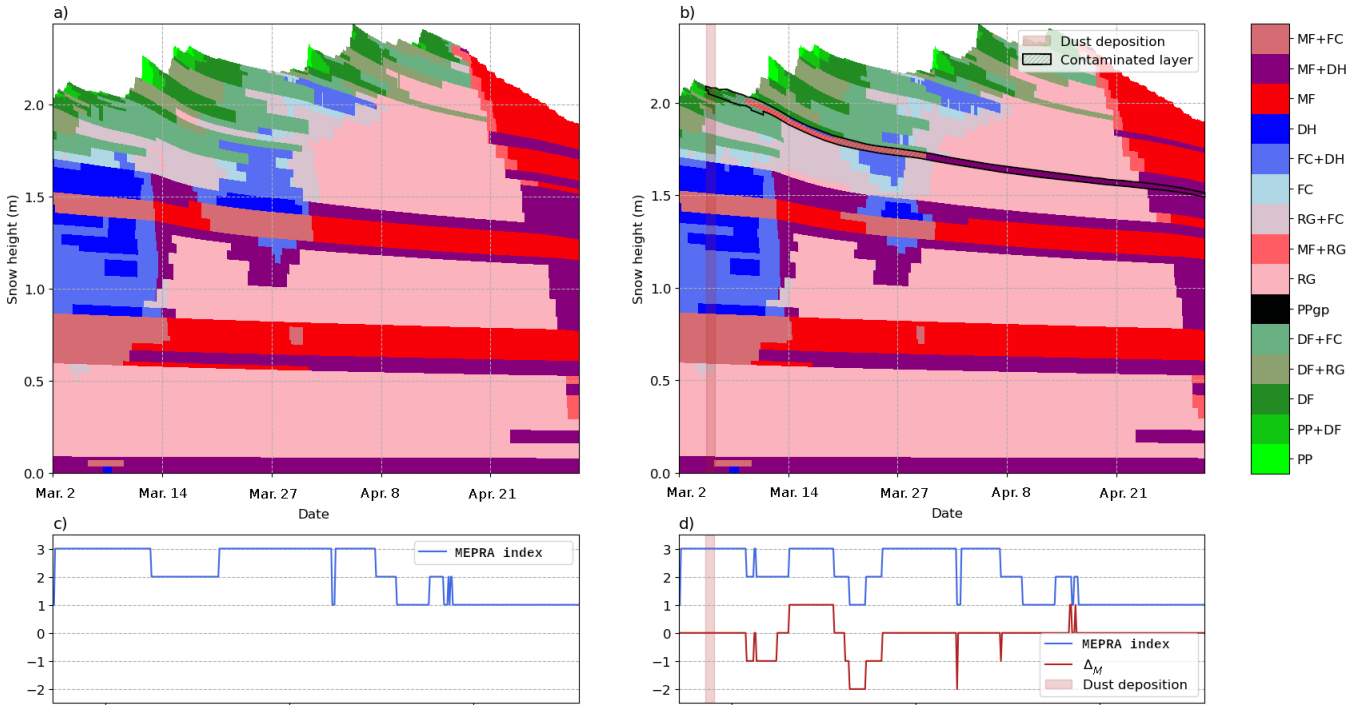 a)
Snow height (m)
2.0
1.5
1.0
0.5
0.0
Mar. 2
Mar. 14
Mar. 27
Apr. 8
Apr. 21
Date
b)
Dust deposition
Contaminated layer
Snow height (m)
2.0
1.5
1.0
0.5
0.0
Mar. 2
Mar. 14
Mar. 27
Apr. 8
Apr. 21
Date
MF+FC
MF+DH
MF
DH
FC+DH
FC
RG+FC
MF+RG
RG
PPgp
DF+FC
DF+RG
DF
PP+DF
PP
c)
MEPRA index
3
2
1
0
−1
−2
d)
3
2
1
0
−1
−2
MEPRA index
Δ_M
Dust deposition